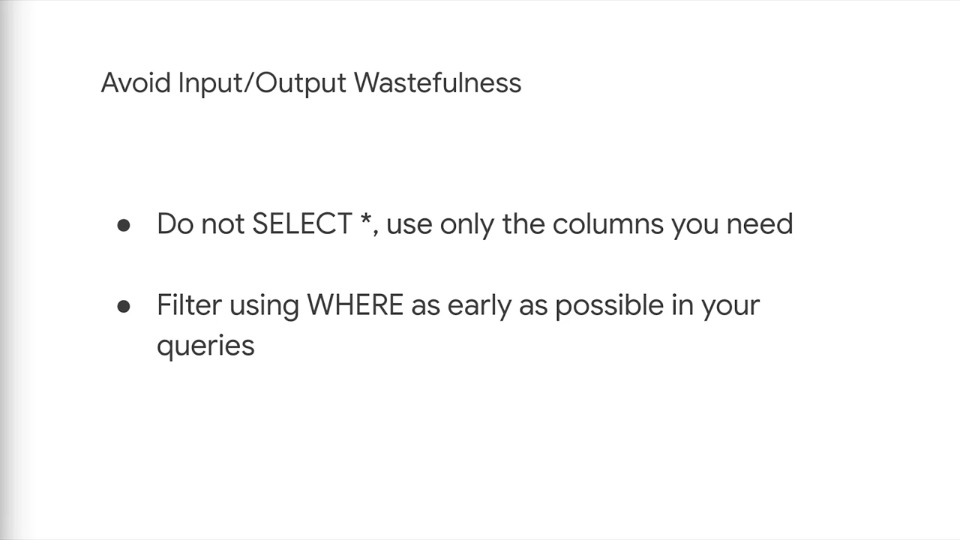 Avoid Input/Output Wastefulness
● Do not SELECT *, use only the columns you need
● Filter using WHERE as early as possible in your
queries